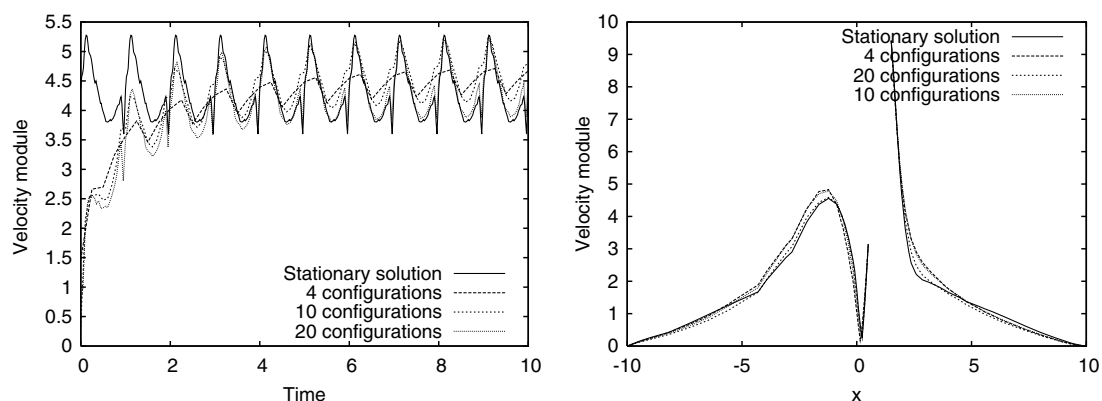 5.5
5
4.5
4
3.5
3
2.5
2
1.5
1
0.5
0
Velocity module
Stationary solution
4 configurations
10 configurations
20 configurations
0 2 4 6 8 10
Time
10
9
8
7
6
5
4
3
2
1
0
Velocity module
Stationary solution
4 configurations
20 configurations
10 configurations
-10 -5 0 5 10
x